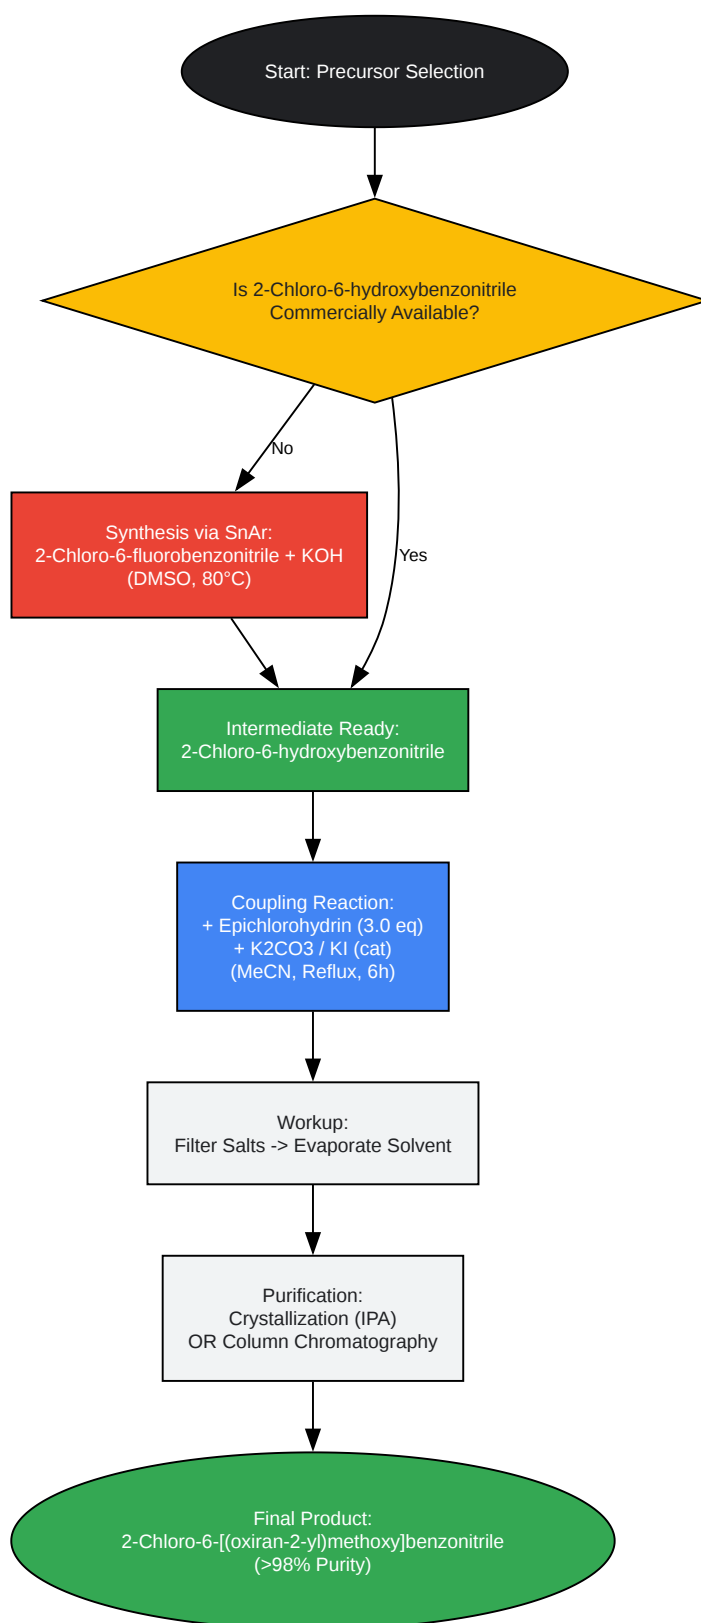 Start: Precursor Selection
Is 2-Chloro-6-hydroxybenzonitrile
Commercially Available?
No
Yes
Synthesis via SnAr:
2-Chloro-6-fluorobenzonitrile + KOH
(DMSO, 80°C)
Intermediate Ready:
2-Chloro-6-hydroxybenzonitrile
Coupling Reaction:
+ Epichlorohydrin (3.0 eq)
+ K2CO3 / KI (cat)
(MeCN, Reflux, 6h)
Workup:
Filter Salts -> Evaporate Solvent
Purification:
Crystallization (IPA)
OR Column Chromatography
Final Product:
2-Chloro-6-[(oxiran-2-yl)methoxy]benzonitrile
(>98% Purity)